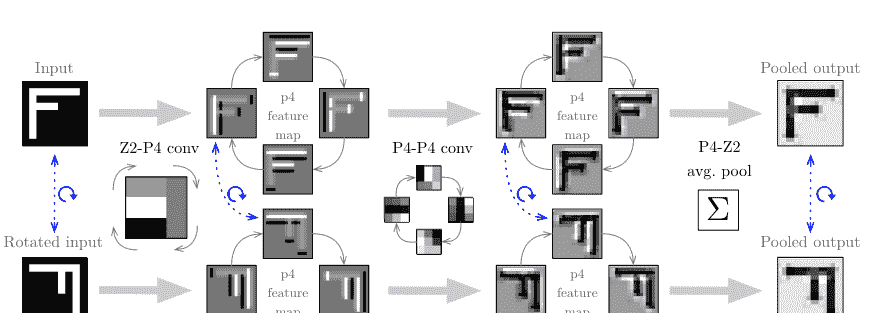 Input
p4
feature
map
p4
feature
map
Pooled output
Z2-P4 conv
P4-P4 conv
P4-Z2
avg. pool
Σ
Rotated input
p4
feature
map
p4
feature
map
Pooled output